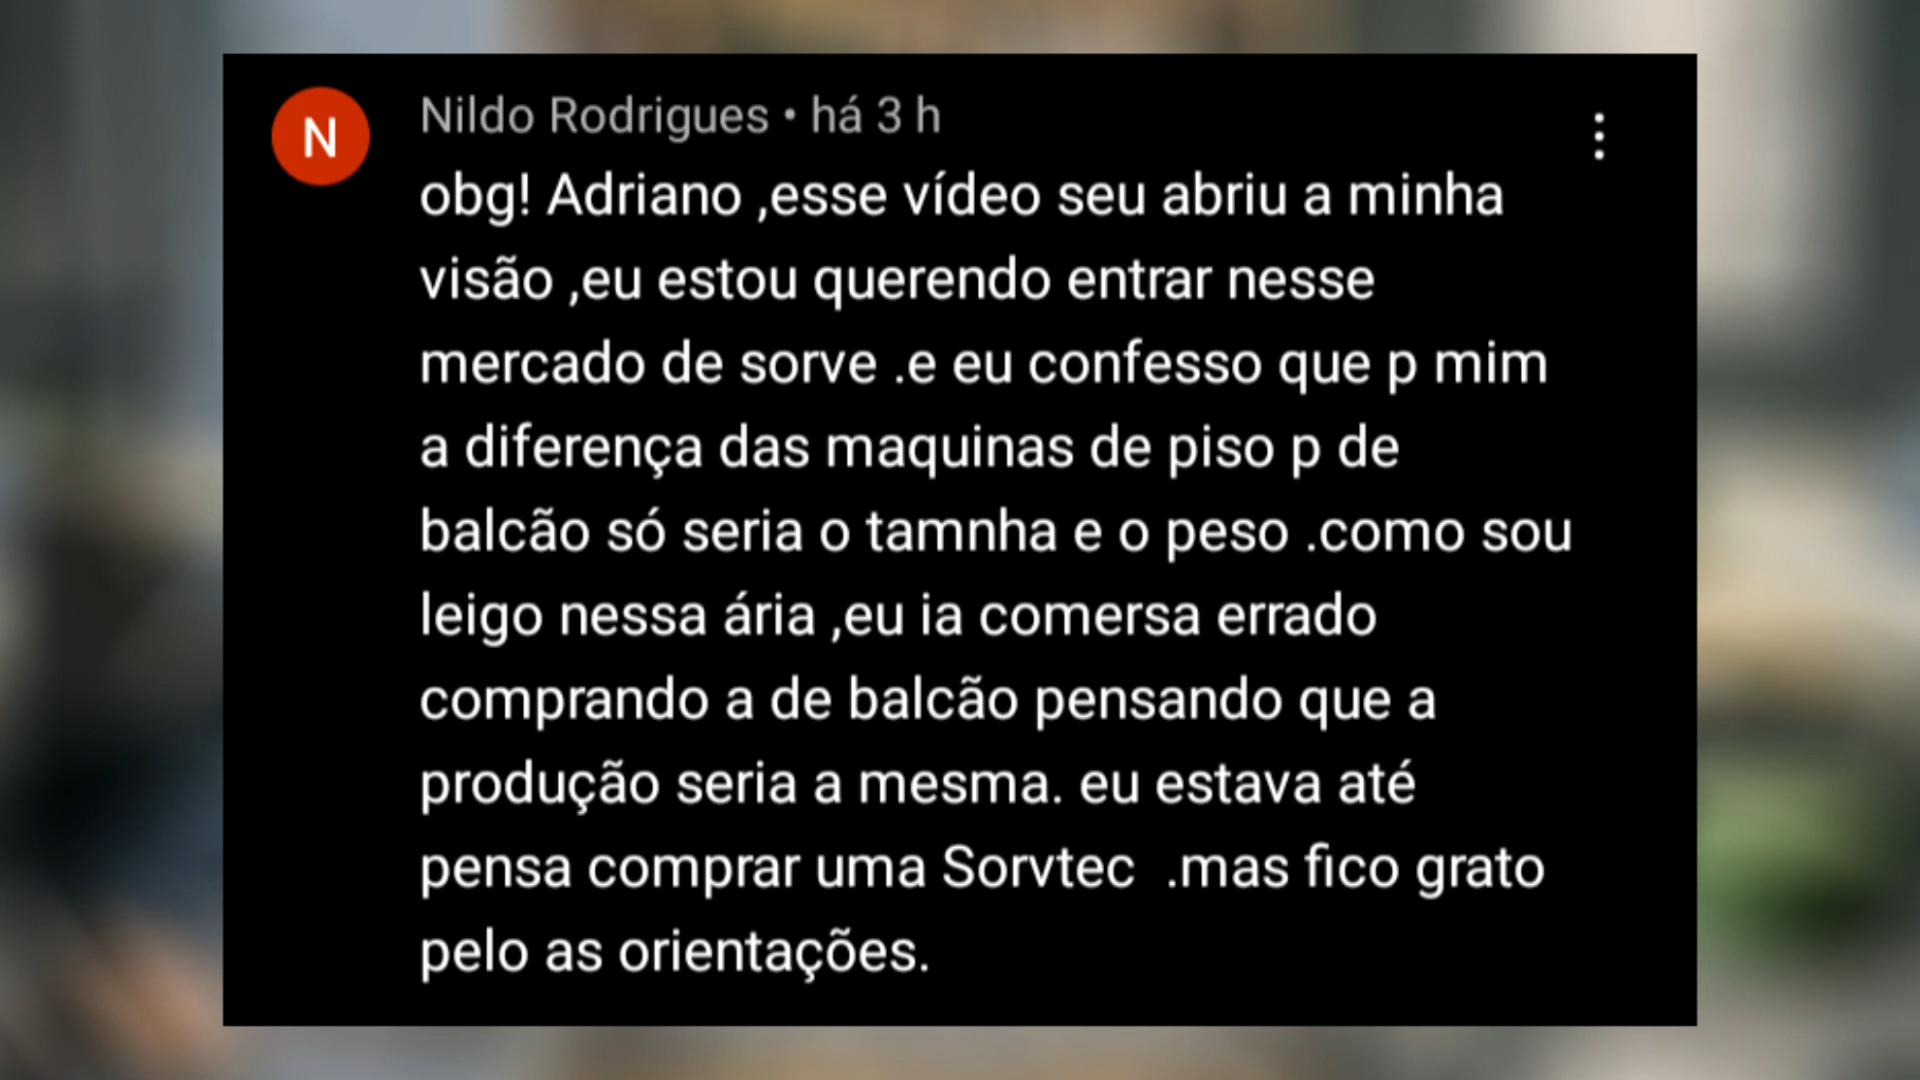 N
Nildo Rodrigues • há 3 h
obg! Adriano ,esse vídeo seu abriu a minha
visão ,eu estou querendo entrar nesse
mercado de sorve .e eu confesso que p mim
a diferença das maquinas de piso p de
balcão só seria o tamnha e o peso .como sou
leigo nessa ária ,eu ia comersa errado
comprando a de balcão pensando que a
produção seria a mesma. eu estava até
pensa comprar uma Sorvtec  .mas fico grato
pelo as orientações.